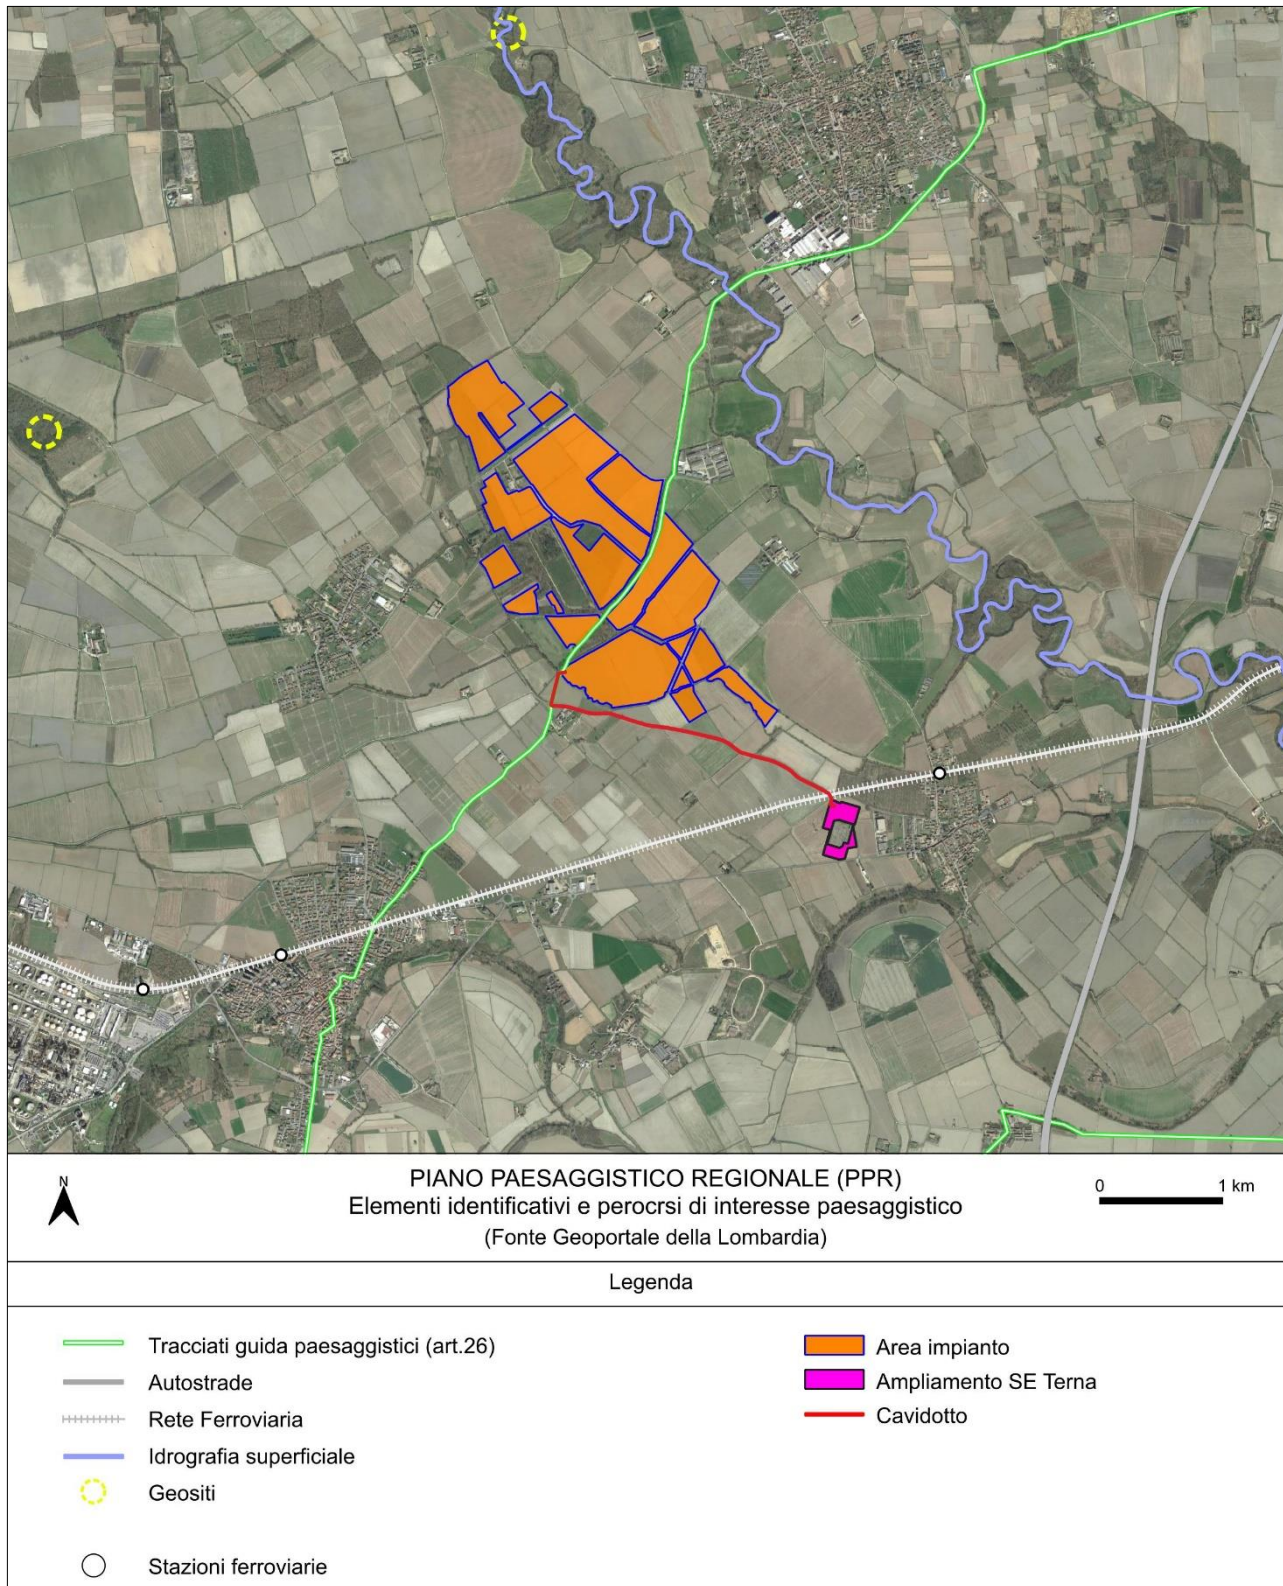 N
PIANO PAESAGGISTICO REGIONALE (PPR)
Elementi identificativi e perocrsi di interesse paesaggistico
(Fonte Geoportale della Lombardia)
0 1 km
Legenda
Tracciati guida paesaggistici (art.26)
Autostrade
Rete Ferroviaria
Idrografia superficiale
Geositi
Stazioni ferroviarie
Area impianto
Ampliamento SE Terna
Cavidotto